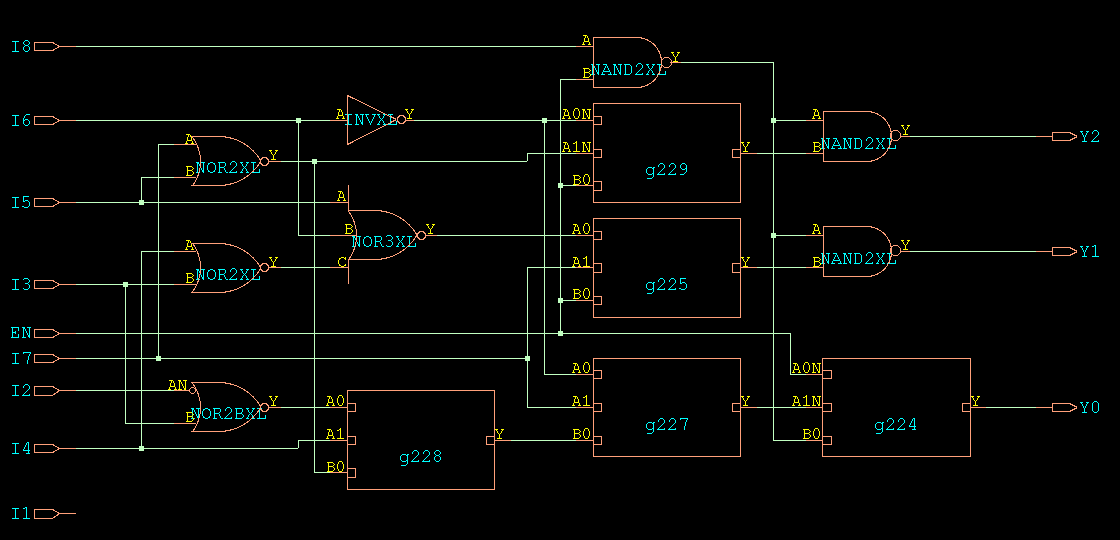 I8
A
B
NAND2XL
Y
I6
A
INVXL
Y
A0N
A1N
B0
g229
Y
A
B
NAND2XL
Y
Y2
A
B
NOR2XL
Y
I5
A
B
C
NOR3XL
Y
A0
A1
B0
g225
Y
A
B
NAND2XL
Y
Y1
A
B
NOR2XL
Y
I3
EN
I7
I2
AN
B
NOR2BXL
Y
A0
A1
B0
g228
Y
A0
A1
B0
g227
Y
A0N
A1N
B0
g224
Y
Y0
I4
I1